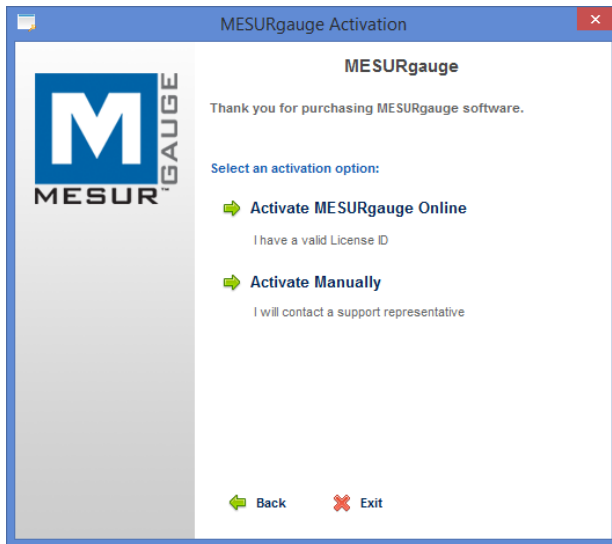 MESURgauge Activation
MESURgauge
Thank you for purchasing MESURgauge software.
Select an activation option:
Activate MESURgauge Online
I have a valid License ID
Activate Manually
I will contact a support representative
Back
Exit
M
GAUGE
MESUR™